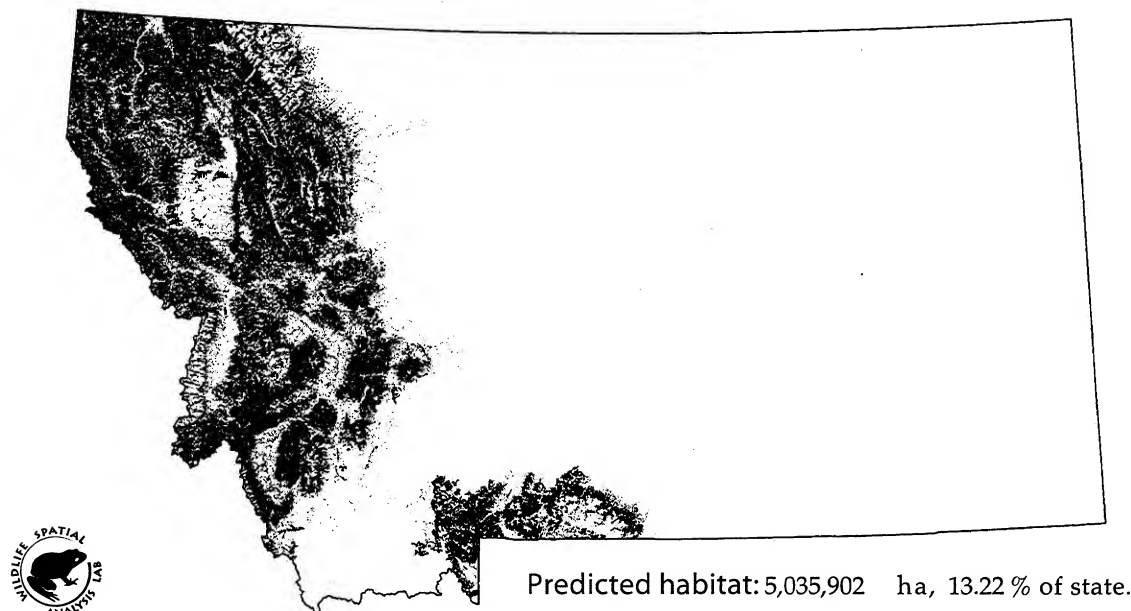 WILDLIFE SPATIAL
ANALYSIS LAB
Predicted habitat: 5,035,902 ha, 13.22 % of state.